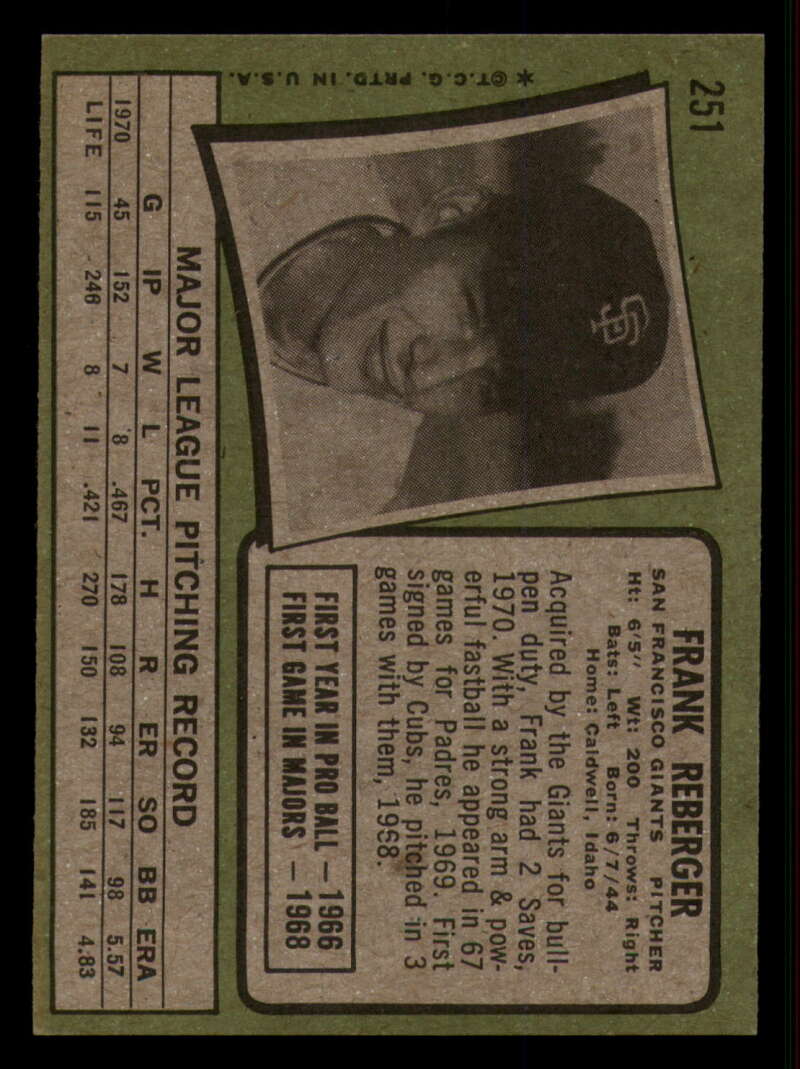 251
* ©T.C.G. PRTD. IN U.S.A.
SF
FRANK REBERGER
SAN FRANCISCO GIANTS PITCHER
Ht: 6'5" Wt: 200 Throws: Right
Bats: Left Born: 6/7/44
Home: Caldwell, Idaho
Acquired by the Giants for bull-
pen duty, Frank had 2 Saves,
1970. With a strong arm & pow-
erful fastball he appeared in 67
games for Padres, 1969. First
signed by Cubs, he pitched in 3
games with them, 1968.
FIRST YEAR IN PRO BALL — 1966
FIRST GAME IN MAJORS — 1968
MAJOR LEAGUE PITCHING RECORD
G IP W L PCT. H R ER SO BB ERA
1970 45 152 7 8 .467 178 108 94 117 98 5.57
LIFE 115 246 8 11 .421 270 150 132 185 141 4.83